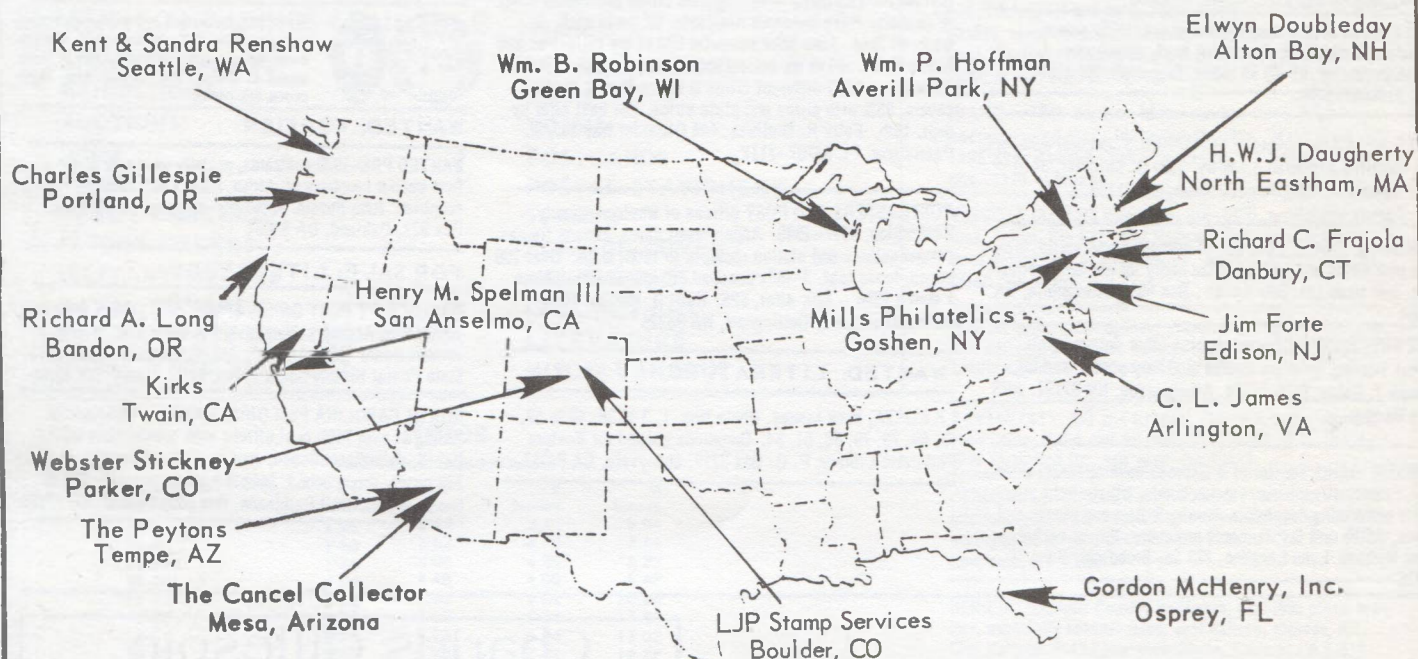 Kent & Sandra Renshaw
Seattle, WA
Wm. B. Robinson
Green Bay, WI
Wm. P. Hoffman
Averill Park, NY
Elwyn Doubleday
Alton Bay, NH
Charles Gillespie
Portland, OR
H.W.J. Daugherty
North Eastham, MA
Richard C. Frajola
Danbury, CT
Richard A. Long
Bandon, OR
Henry M. Spelman III
San Anselmo, CA
Mills Philatelics
Goshen, NY
Jim Forte
Edison, NJ
Kirks
Twain, CA
C. L. James
Arlington, VA
Webster Stickney
Parker, CO
The Peytons
Tempe, AZ
The Cancel Collector
Mesa, Arizona
LJP Stamp Services
Boulder, CO
Gordon McHenry, Inc.
Osprey, FL